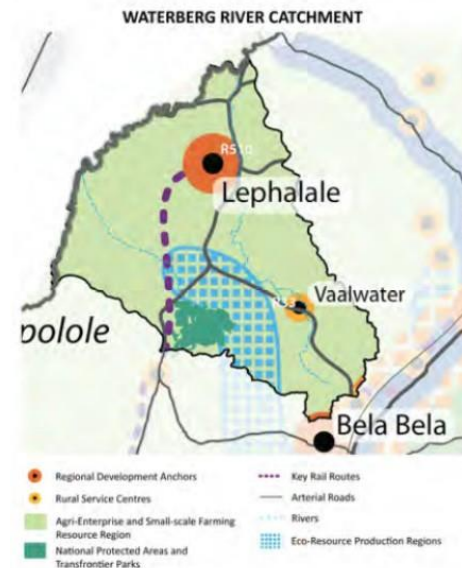 WATERBERG RIVER CATCHMENT
R510
Lephalale
Vaalwater
polole
Bela Bela
Regional Development Anchors
Rural Service Centres
Agri-Enterprise and Small-scale Farming
Resource Region
National Protected Areas and
Transfrontier Parks
Key Rail Routes
Arterial Roads
Rivers
Eco-Resource Production Regions